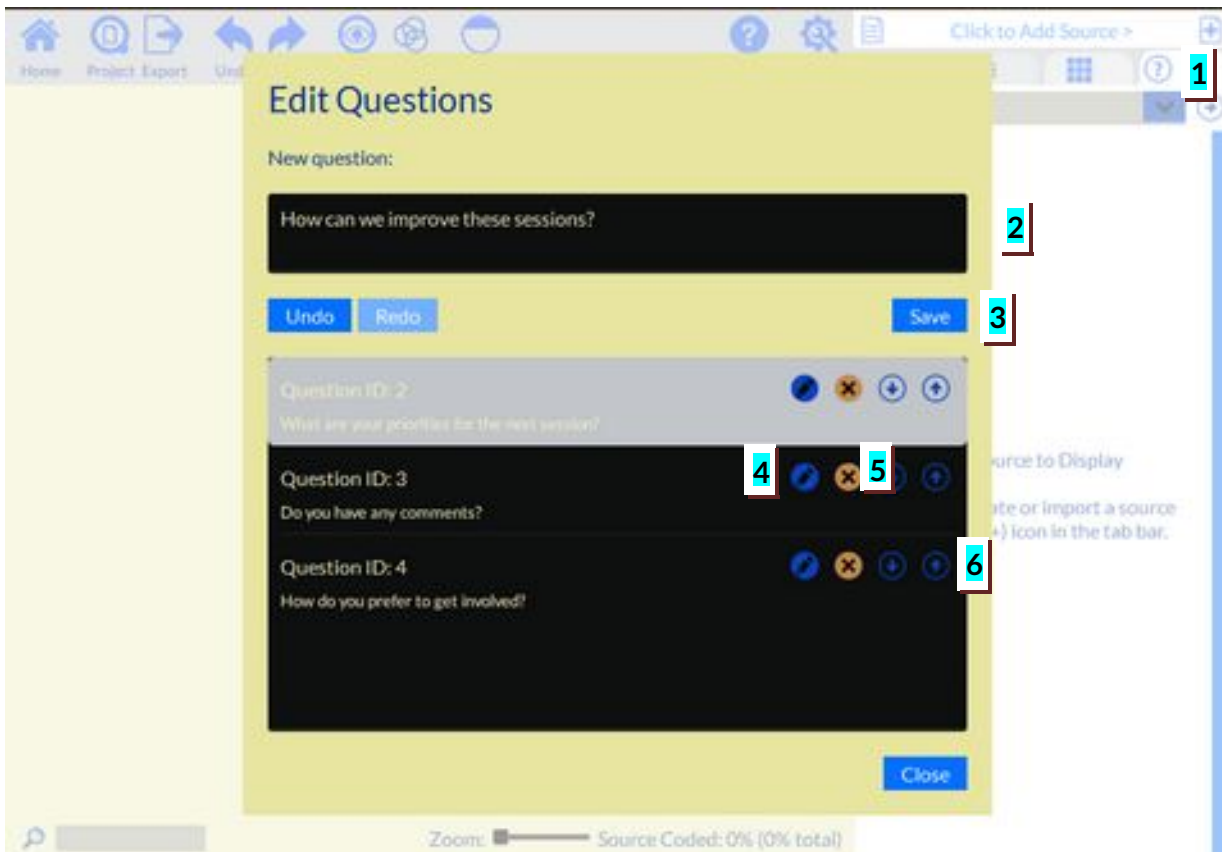 Click to Add Source >
Home Project Export
1
Edit Questions
New question:
How can we improve these sessions?
2
Undo Redo Save
3
Question ID: 2
What are your priorities for the next session?
4
5
Question ID: 3
Do you have any comments?
urce to Display
te or import a source
+) icon in the tab bar.
Question ID: 4
6
How do you prefer to get involved?
Close
Zoom: Source Coded: 0% (0% total)